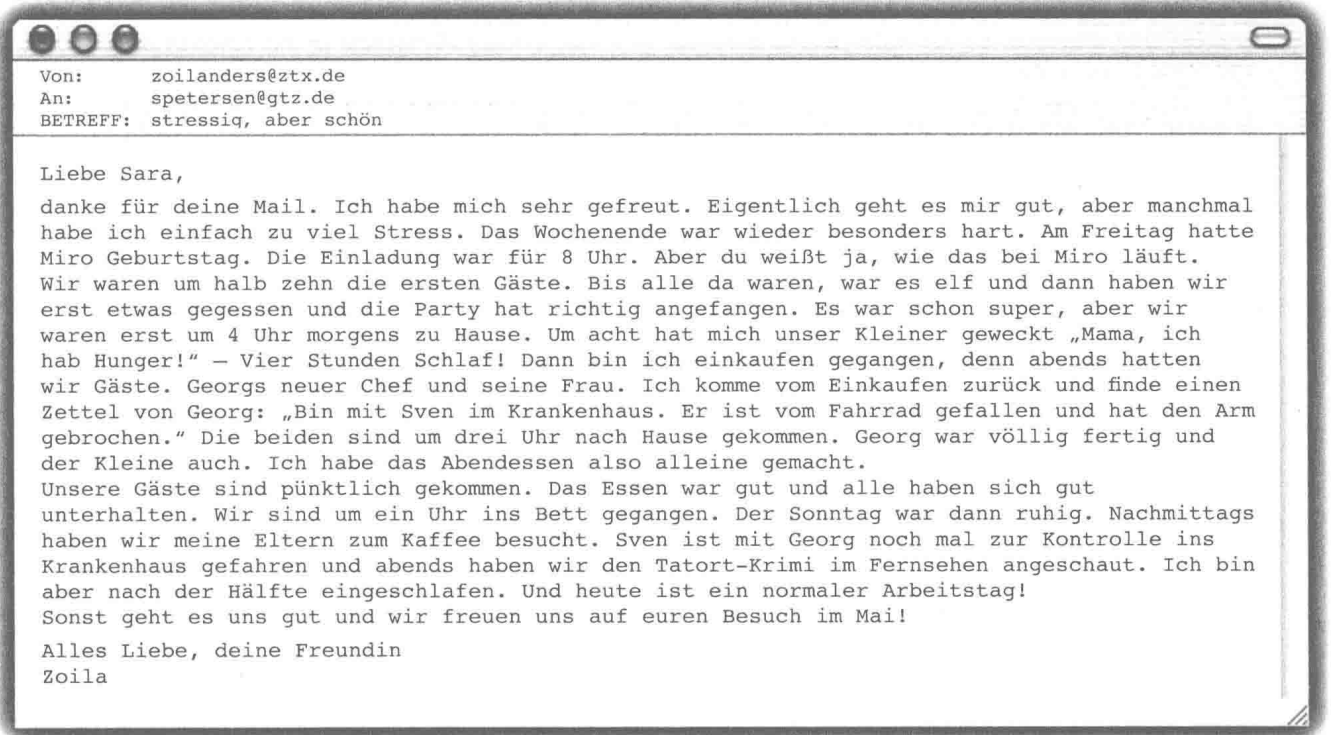 Von: zoilanders@ztx.de
An: spetersen@gtz.de
BETREFF: stressig, aber schön
Liebe Sara,
danke für deine Mail. Ich habe mich sehr gefreut. Eigentlich geht es mir gut, aber manchmal
habe ich einfach zu viel Stress. Das Wochenende war wieder besonders hart. Am Freitag hatte
Miro Geburtstag. Die Einladung war für 8 Uhr. Aber du weißt ja, wie das bei Miro läuft.
Wir waren um halb zehn die ersten Gäste. Bis alle da waren, war es elf und dann haben wir
erst etwas gegessen und die Party hat richtig angefangen. Es war schon super, aber wir
waren erst um 4 Uhr morgens zu Hause. Um acht hat mich unser Kleiner geweckt „Mama, ich
hab Hunger!" – Vier Stunden Schlaf! Dann bin ich einkaufen gegangen, denn abends hatten
wir Gäste. Georgs neuer Chef und seine Frau. Ich komme vom Einkaufen zurück und finde einen
Zettel von Georg: „Bin mit Sven im Krankenhaus. Er ist vom Fahrrad gefallen und hat den Arm
gebrochen." Die beiden sind um drei Uhr nach Hause gekommen. Georg war völlig fertig und
der Kleine auch. Ich habe das Abendessen also alleine gemacht.
Unsere Gäste sind pünktlich gekommen. Das Essen war gut und alle haben sich gut
unterhalten. Wir sind um ein Uhr ins Bett gegangen. Der Sonntag war dann ruhig. Nachmittags
haben wir meine Eltern zum Kaffee besucht. Sven ist mit Georg noch mal zur Kontrolle ins
Krankenhaus gefahren und abends haben wir den Tatort-Krimi im Fernsehen angeschaut. Ich bin
aber nach der Hälfte eingeschlafen. Und heute ist ein normaler Arbeitstag!
Sonst geht es uns gut und wir freuen uns auf euren Besuch im Mai!
Alles Liebe, deine Freundin
Zoila